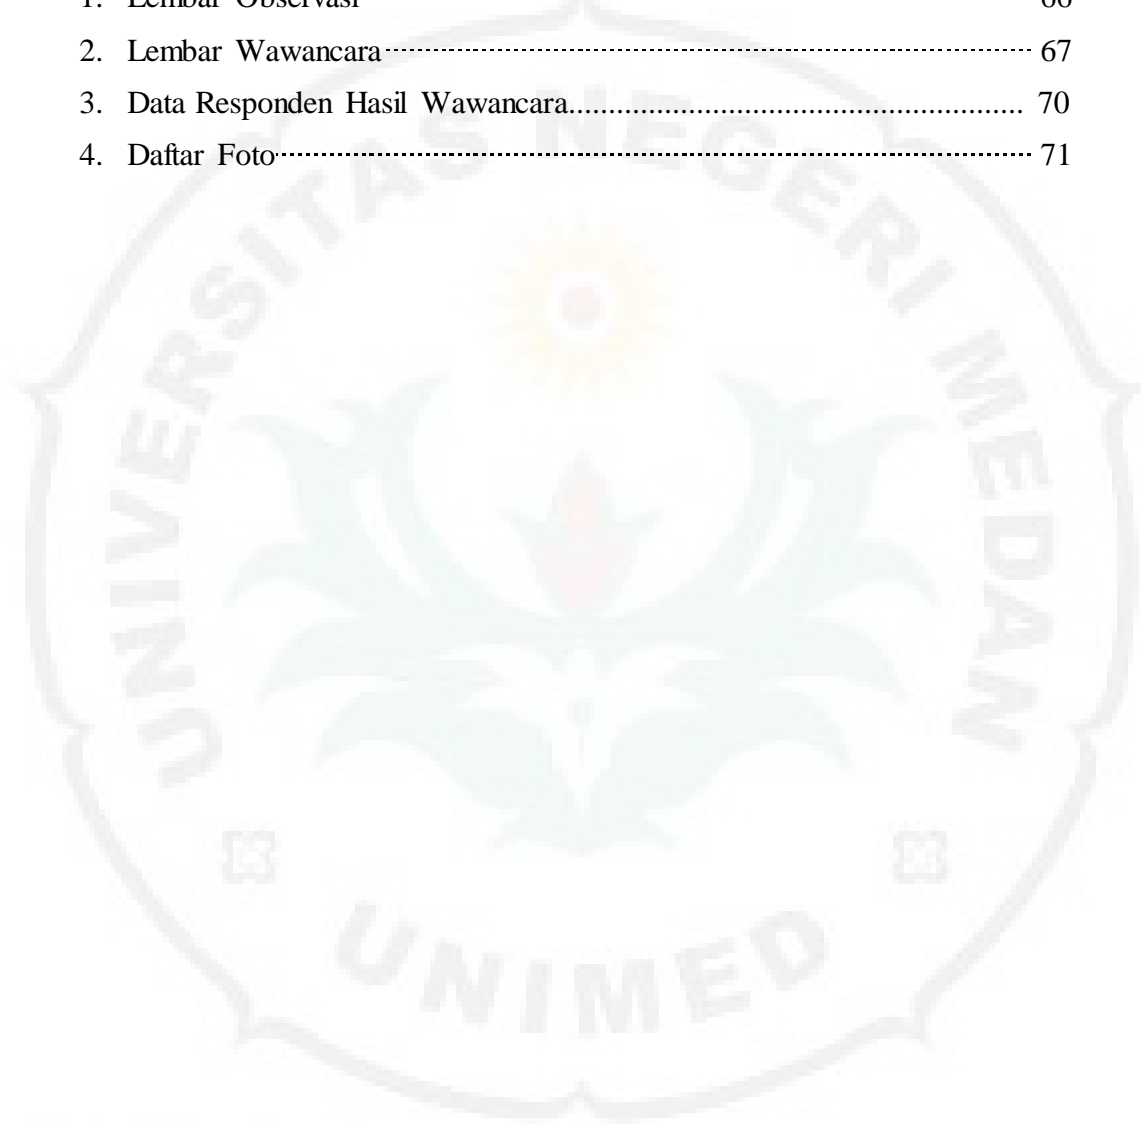 1. Lembar Observasi 66
2. Lembar Wawancara 67
3. Data Responden Hasil Wawancara 70
4. Daftar Foto 71
UNIVERSITAS NEGERI MEDAN
UNIMED